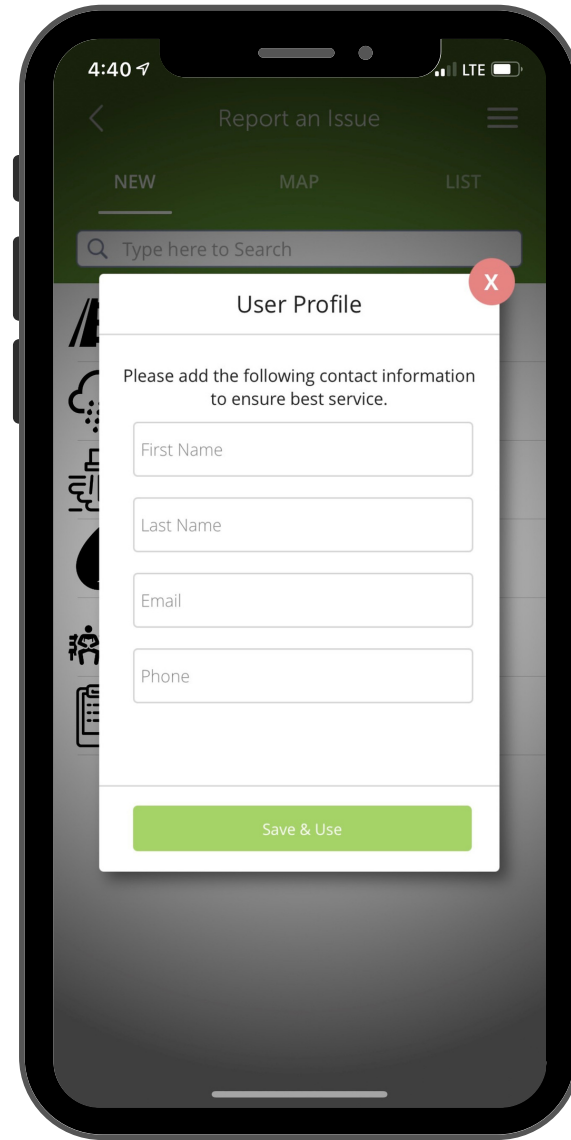 4:40
LTE
Report an Issue
NEW MAP LIST
Type here to Search
X
User Profile
Please add the following contact information
to ensure best service.
First Name
Last Name
Email
Phone
Save & Use